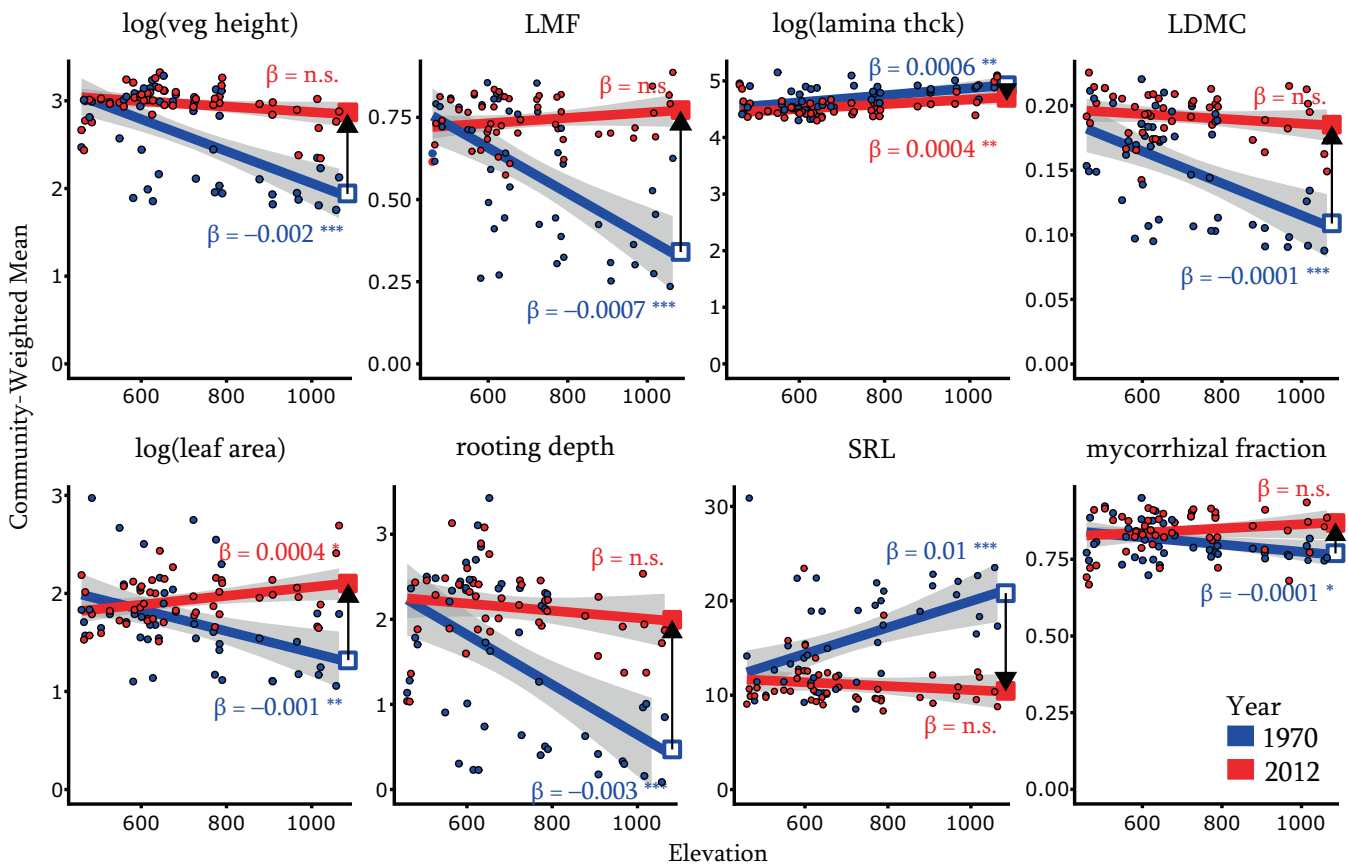 log(veg height)
LMF
log(lamina thck)
LDMC
Community-Weighted Mean
3
2
1
0
600
800
1000
β = n.s.
β = −0.002 ***
0.75
0.50
0.25
0.00
600
800
1000
β = n.s.
β = −0.0007 ***
5
4
3
2
1
0
600
800
1000
β = 0.0006 **
β = 0.0004 **
0.20
0.15
0.10
0.05
0.00
600
800
1000
β = n.s.
β = −0.0001 ***
log(leaf area)
rooting depth
SRL
mycorrhizal fraction
3
2
1
0
600
800
1000
β = 0.0004 *
β = −0.001 **
3
2
1
0
600
800
1000
β = n.s.
β = −0.003 ***
30
20
10
0
600
800
1000
β = 0.01 ***
β = n.s.
0.75
0.50
0.25
0.00
600
800
1000
β = n.s.
β = −0.0001 *
Year
1970
2012
Elevation